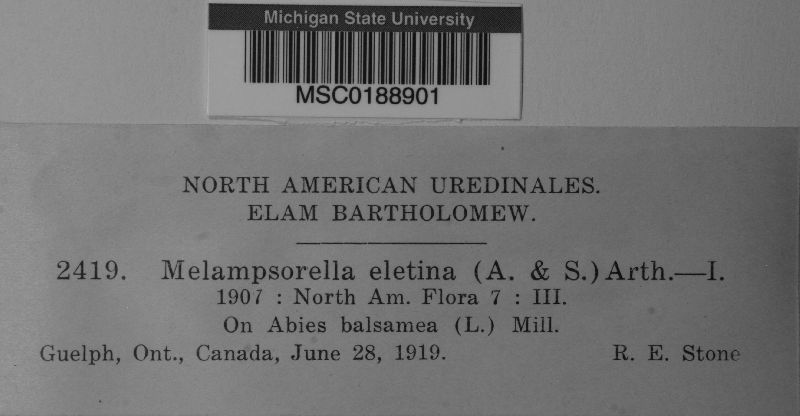 Michigan State University
MSC0188901
NORTH AMERICAN UREDINALES.
ELAM BARTHOLOMEW.
2419. Melampsorella eletina (A. & S.) Arth.—I.
1907 : North Am. Flora 7 : III.
On Abies balsamea (L.) Mill.
Guelph, Ont., Canada, June 28, 1919. R. E. Stone